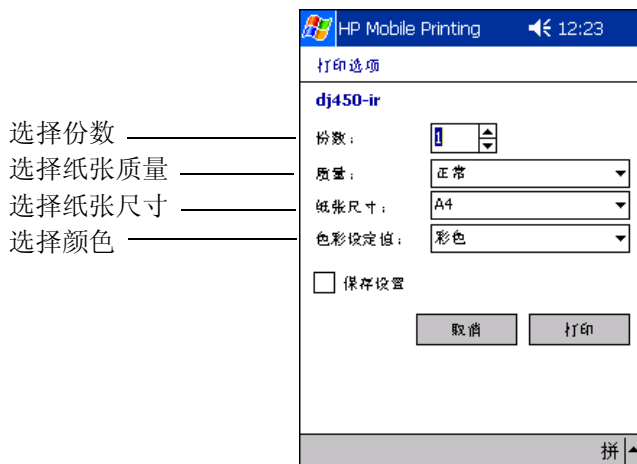 HP Mobile Printing 12:23
打印选项
dj450-ir
选择份数 份数: 1
选择纸张质量 质量: 正常
选择纸张尺寸 纸张尺寸: A4
选择颜色 色彩设定值: 彩色
保存设置
取消 打印
拼